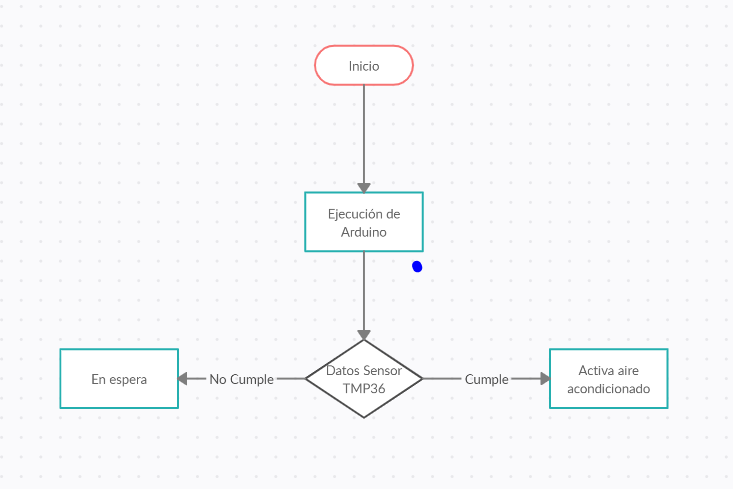 Inicio
Ejecución de
Arduino
En espera
No Cumple
Datos Sensor
TMP36
Cumple
Activa aire
acondicionado